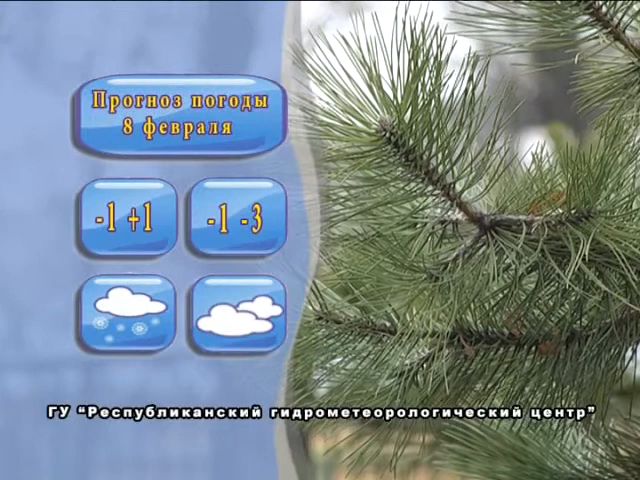 Прогноз погоды
8 февраля
-1 +1
-1 -3
ГУ “Республиканский гидрометеорологический центр”